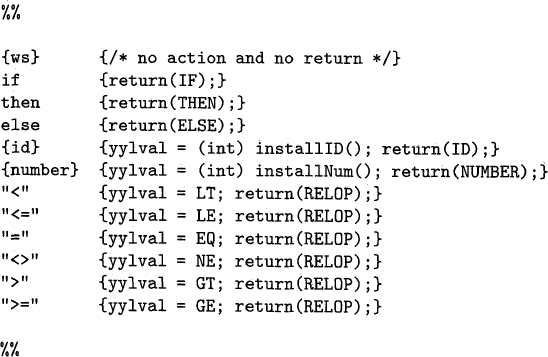 %%
{ws} {/* no action and no return */}
if {return(IF);}
then {return(THEN);}
else {return(ELSE);}
{id} {yylval = (int) installID(); return(ID);}
{number} {yylval = (int) installNum(); return(NUMBER);}
"<" {yylval = LT; return(RELOP);}
"<=" {yylval = LE; return(RELOP);}
"=" {yylval = EQ; return(RELOP);}
"<>" {yylval = NE; return(RELOP);}
">" {yylval = GT; return(RELOP);}
">=" {yylval = GE; return(RELOP);}
%%